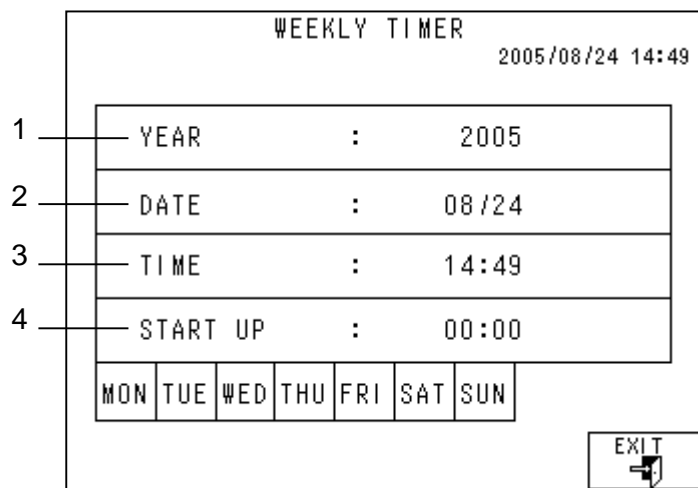 WEEKLY TIMER
2005/08/24 14:49
1 YEAR : 2005
2 DATE : 08/24
3 TIME : 14:49
4 START UP : 00:00
MON TUE WED THU FRI SAT SUN
EXIT